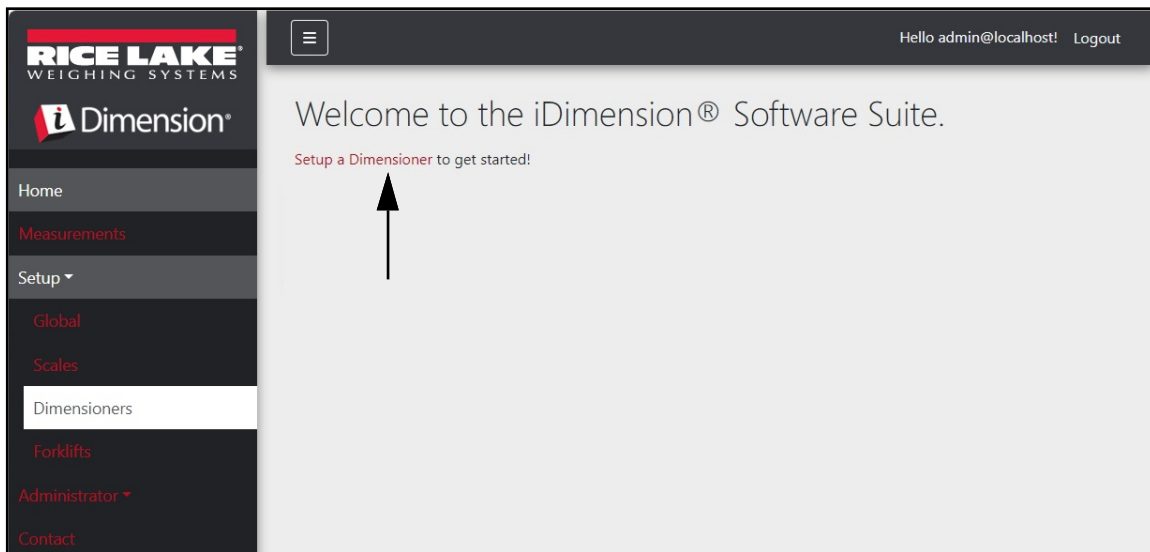 RICE LAKE®
WEIGHING SYSTEMS
iDimension®
Home
Measurements
Setup
Global
Scales
Dimensioners
Forklifts
Administrator
Contact
Hello admin@localhost! Logout
Welcome to the iDimension® Software Suite.
Setup a Dimensioner to get started!